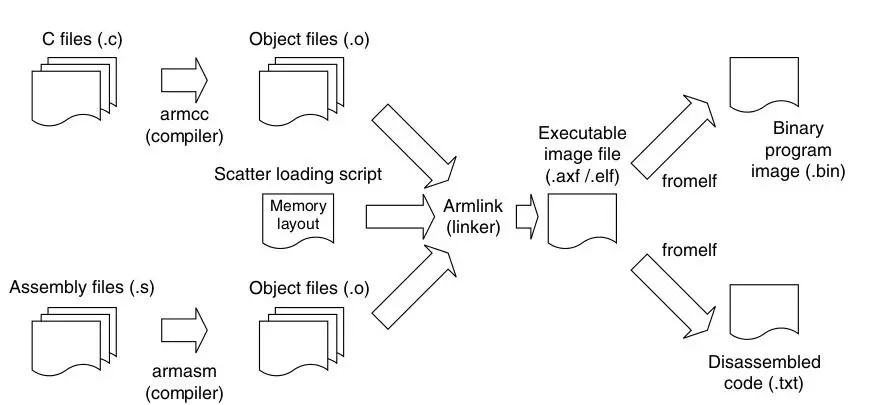 C files (.c)
armcc
(compiler)
Object files (.o)
Scatter loading script
Memory
layout
Assembly files (.s)
armasm
(compiler)
Object files (.o)
Armlink
(linker)
Executable
image file
(.axf /.elf)
fromelf
Binary
program
image (.bin)
fromelf
Disassembled
code (.txt)